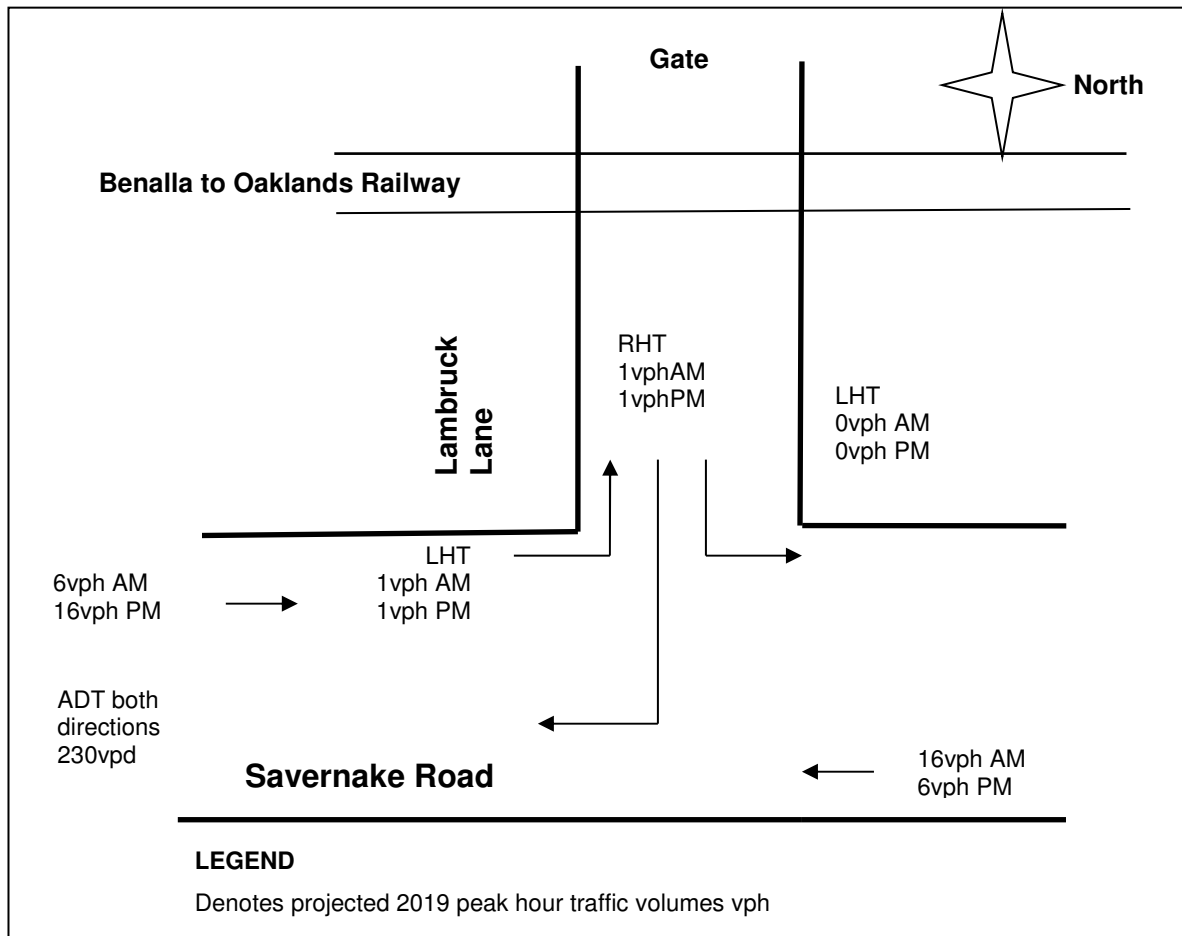 Gate
North
Benalla to Oaklands Railway
Lambruck
Lane
RHT
1vphAM
1vphPM
LHT
0vph AM
0vph PM
LHT
1vph AM
1vph PM
6vph AM
16vph PM
ADT both
directions
230vpd
Savernake Road
16vph AM
6vph PM
LEGEND
Denotes projected 2019 peak hour traffic volumes vph